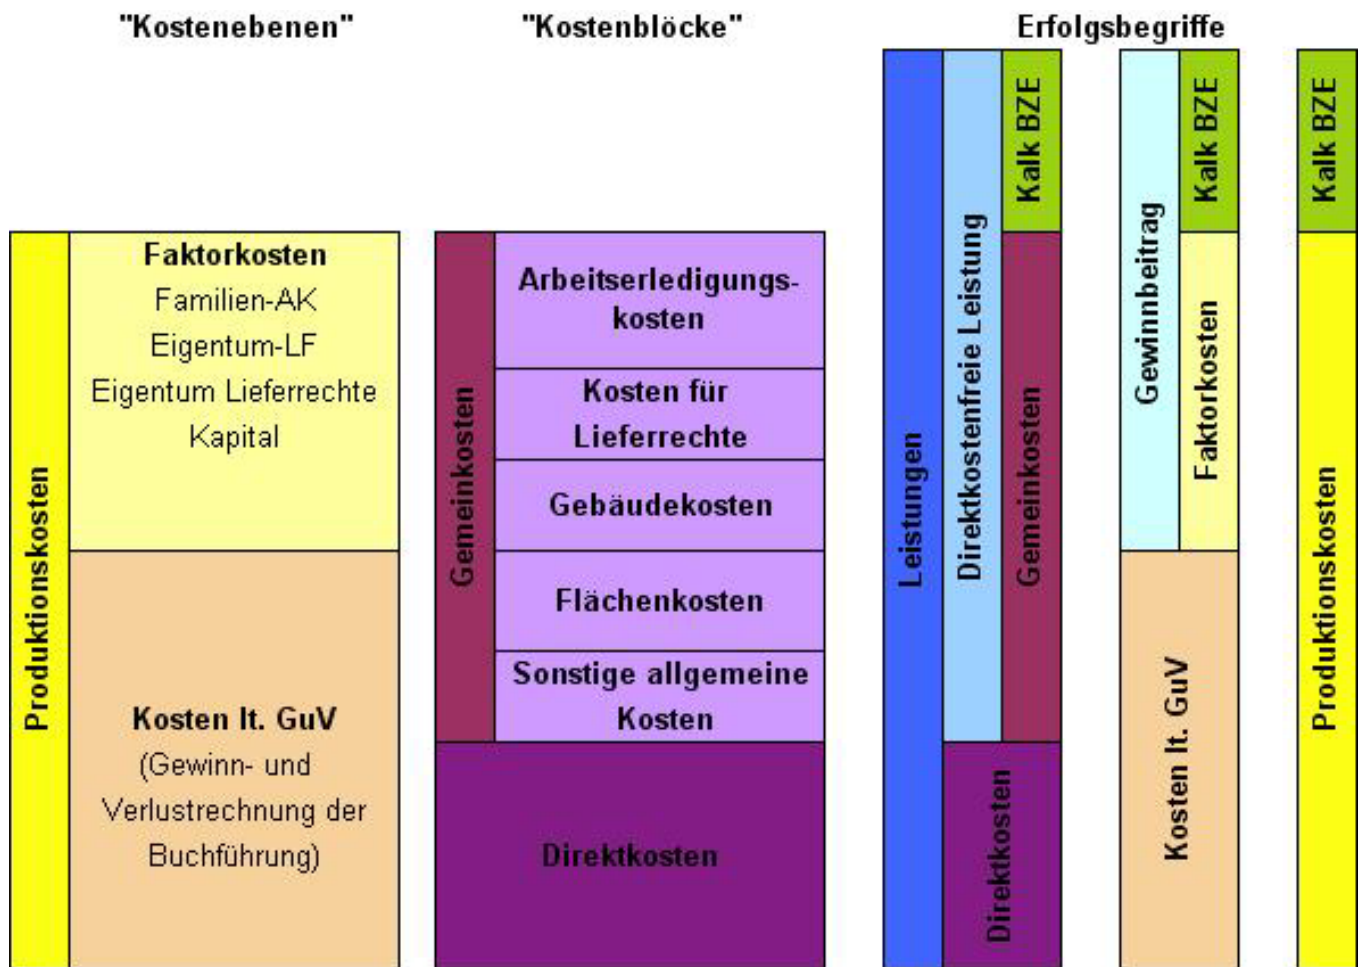 "Kostenebenen"
"Kostenblöcke"
Erfolgsbegriffe
Produktionskosten
Faktorkosten
Familien-AK
Eigentum-LF
Eigentum Lieferrechte
Kapital
Kosten lt. GuV
(Gewinn- und
Verlustrechnung der
Buchführung)
Gemeinkosten
Arbeitserledigungs-
kosten
Kosten für
Lieferrechte
Gebäudekosten
Flächenkosten
Sonstige allgemeine
Kosten
Direktkosten
Leistungen
Direktkostenfreie Leistung
Kalk BZE
Gemeinkosten
Direktkosten
Gewinnbeitrag
Kalk BZE
Faktorkosten
Kosten lt. GuV
Kalk BZE
Produktionskosten